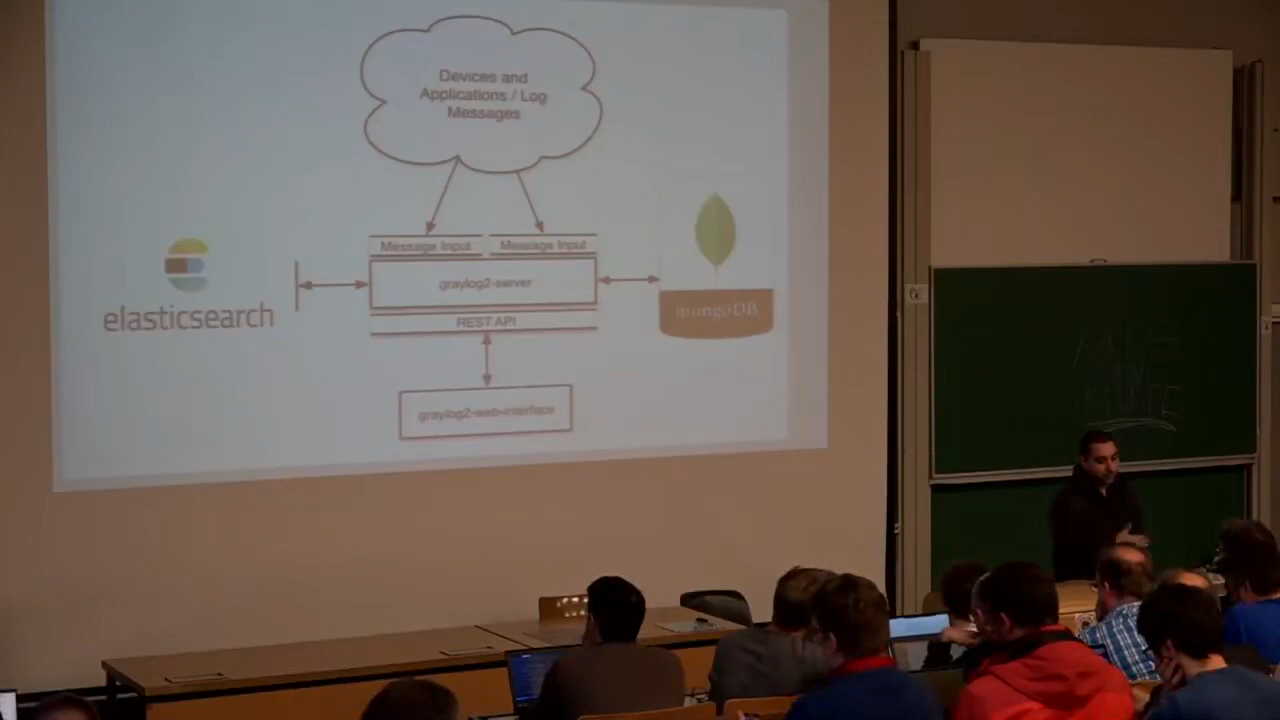 Devices and
Applications / Log
Messages
Message Input
Message Input
graylog2-server
REST API
elasticsearch
mongoDB
graylog2-web-interface